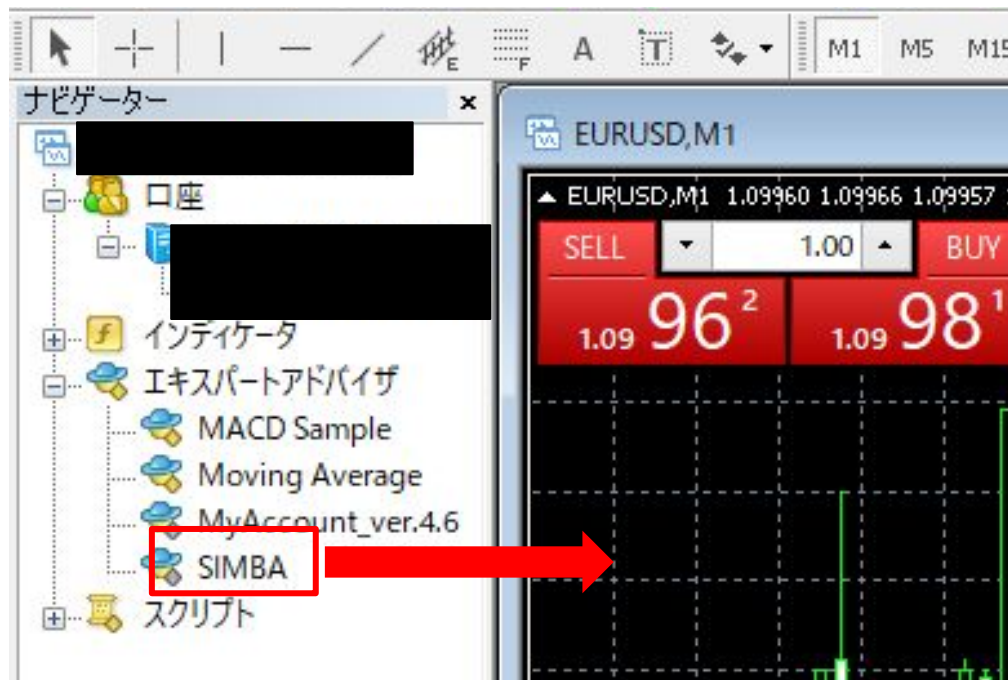 E
F
A
T
M1
M5
M15
ナビゲーター
EURUSD,M1
口座
EURUSD,M1 1.09960 1.09966 1.09957
SELL
1.00
BUY
1.09 96 2
1.09 98 1
インディケータ
エキスパートアドバイザ
MACD Sample
Moving Average
MyAccount_ver.4.6
SIMBA
スクリプト